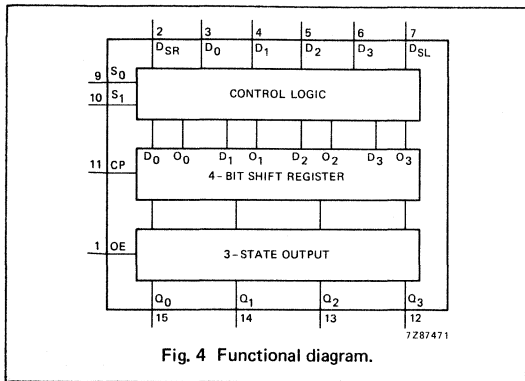 2 3 4 5 6 7
DSR D0 D1 D2 D3 DSL
9 S0
10 S1
CONTROL LOGIC
D0 O0 D1 O1 D2 O2 D3 O3
11 CP
4-BIT SHIFT REGISTER
1 OE
3-STATE OUTPUT
Q0 Q1 Q2 Q3
15 14 13 12
7Z87471
Fig. 4 Functional diagram.